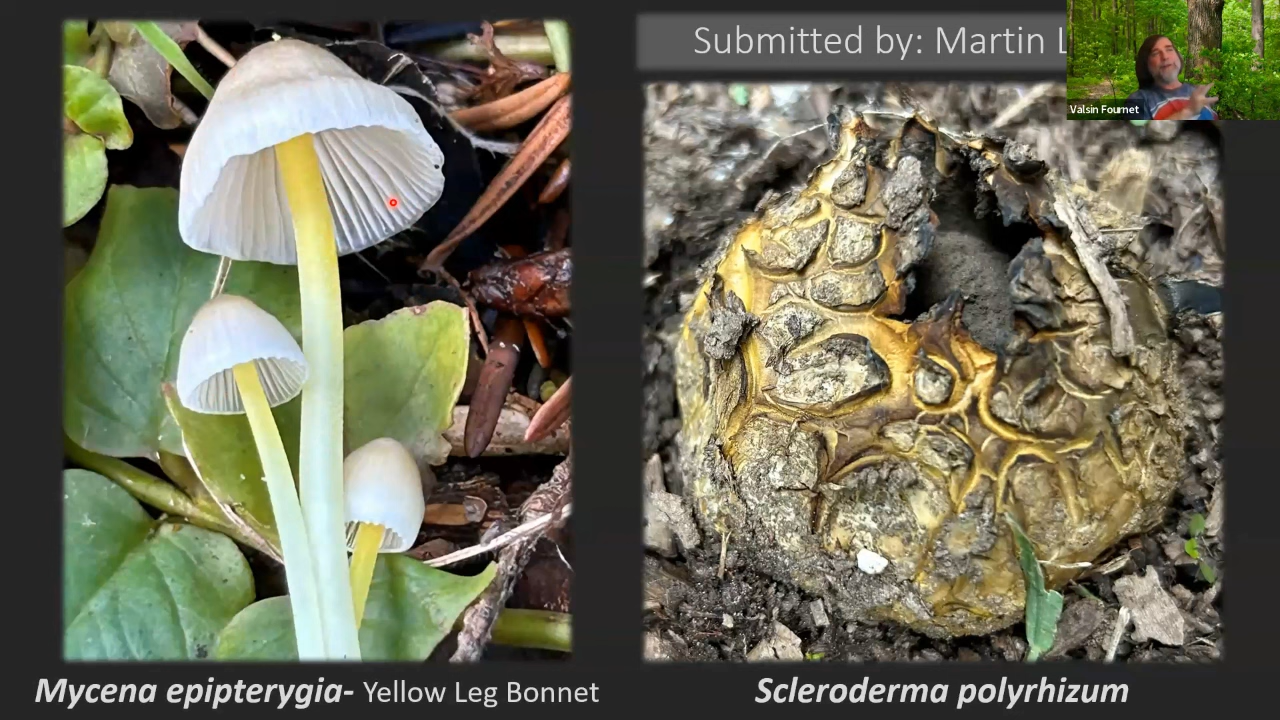 Submitted by: Martin
Valsin Fournet
Mycena epipterygia- Yellow Leg Bonnet
Scleroderma polyrhizum